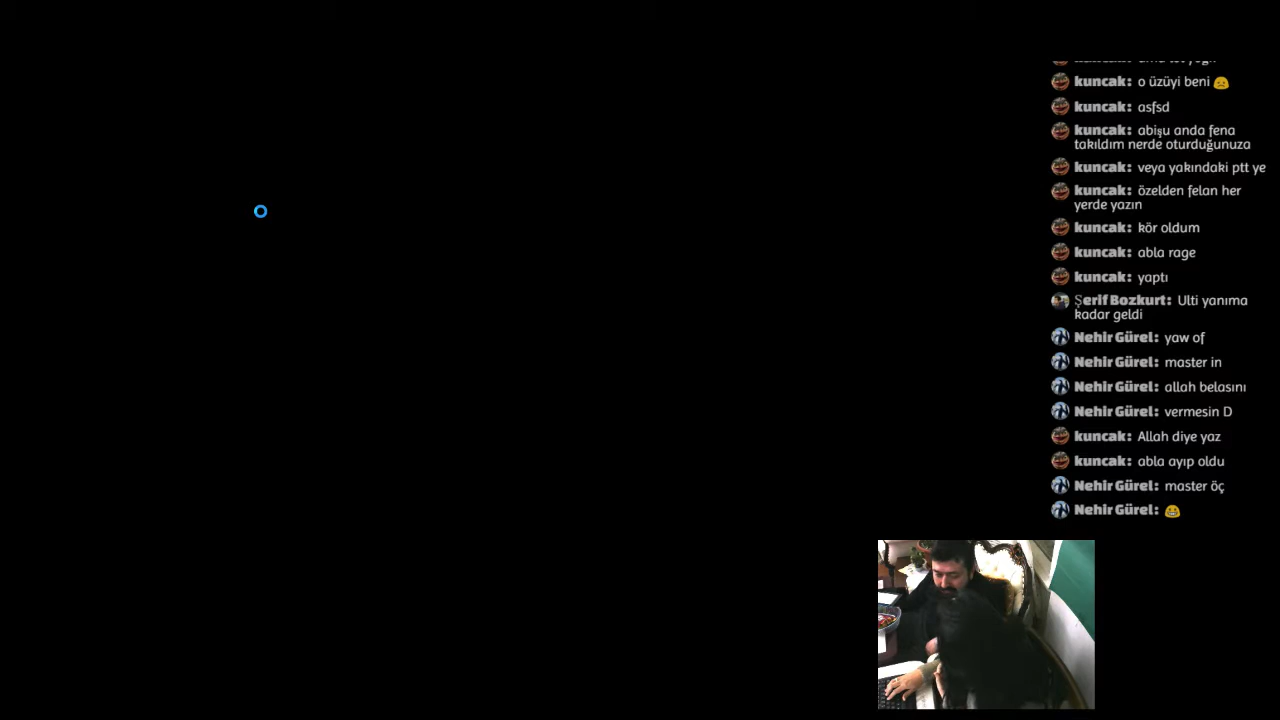 kuncak: o üzüyi beni
kuncak: asfsd
kuncak: abişu anda fena
takıldım nerde oturduğunuza
kuncak: veya yakındaki ptt ye
kuncak: özelden felan her
yerde yazın
kuncak: kör oldum
kuncak: abla rage
kuncak: yaptı
Şerif Bozkurt: Ulti yanıma
kadar geldi
Nehir Gürel: yaw of
Nehir Gürel: master in
Nehir Gürel: allah belasını
Nehir Gürel: vermesin D
kuncak: Allah diye yaz
kuncak: abla ayıp oldu
Nehir Gürel: master öç
Nehir Gürel: